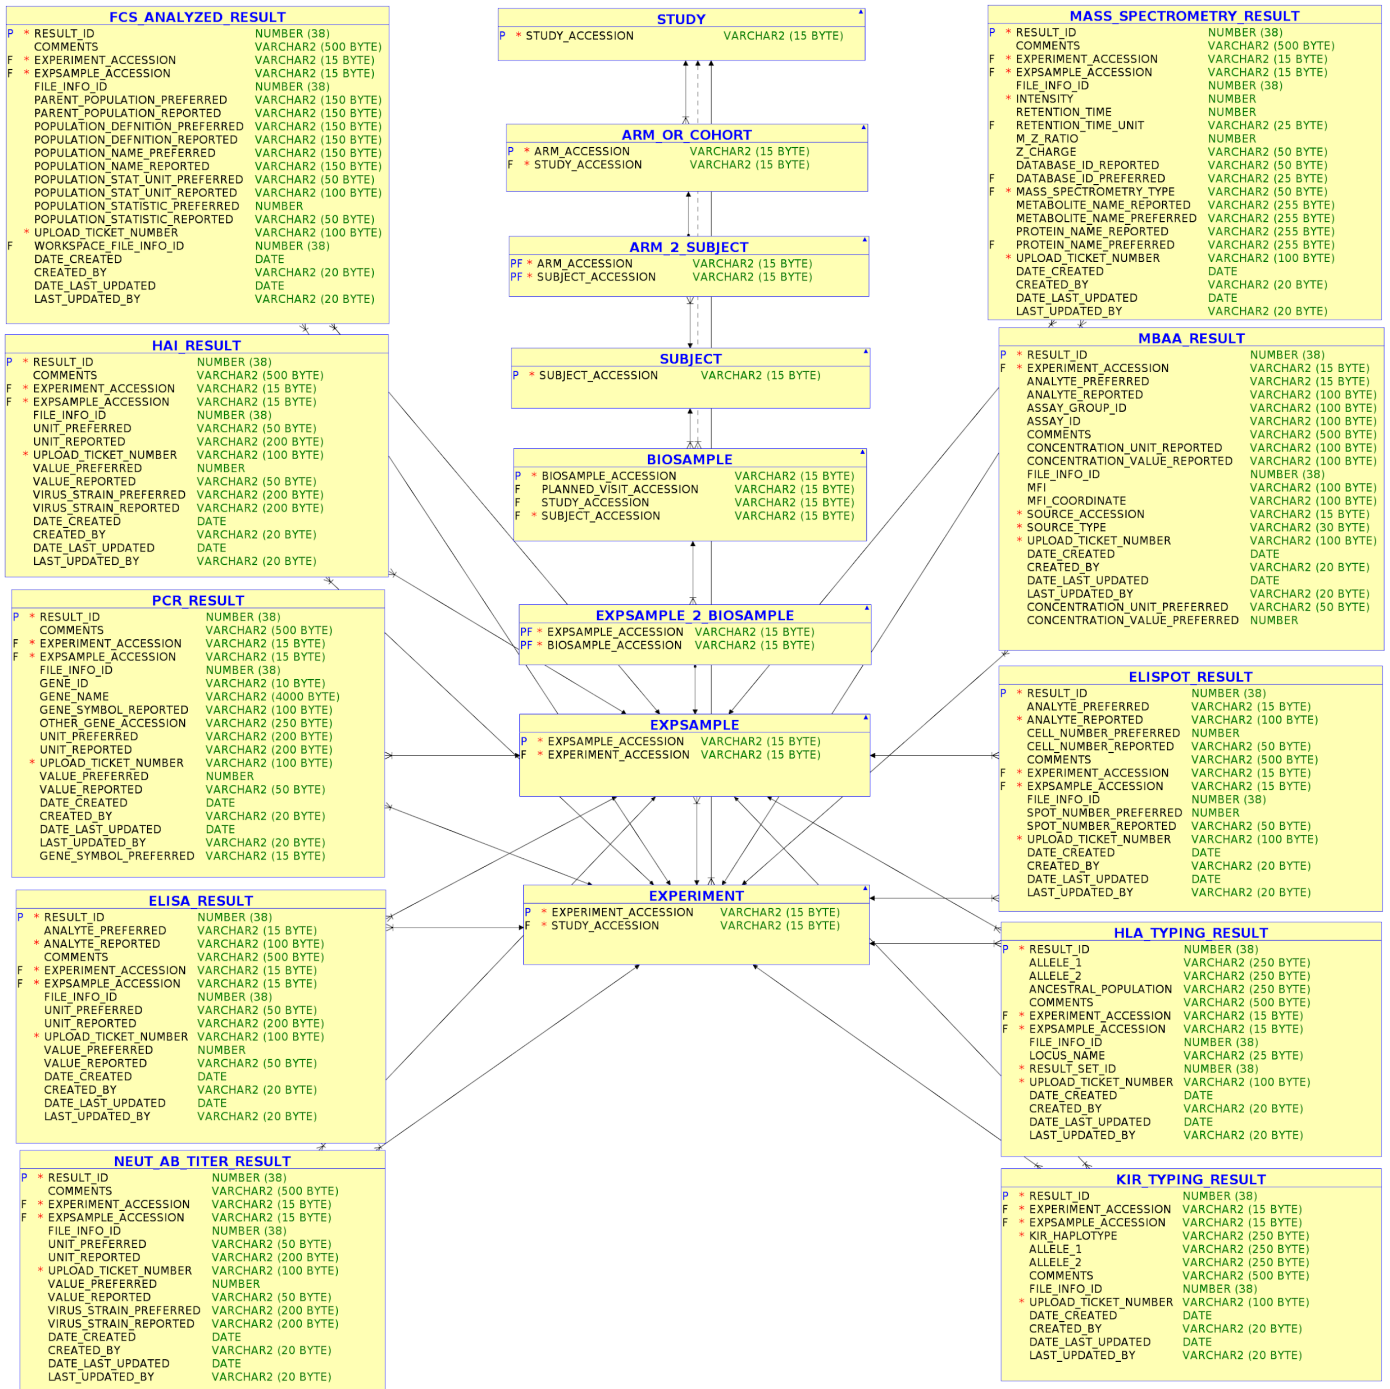 FCS_ANALYZED_RESULT
P * RESULT_ID NUMBER (38)
COMMENTS VARCHAR2 (500 BYTE)
F * EXPERIMENT_ACCESSION VARCHAR2 (15 BYTE)
F * EXPSAMPLE_ACCESSION VARCHAR2 (15 BYTE)
FILE_INFO_ID NUMBER (38)
PARENT_POPULATION_PREFERRED VARCHAR2 (150 BYTE)
PARENT_POPULATION_REPORTED VARCHAR2 (150 BYTE)
POPULATION_DEFNITION_PREFERRED VARCHAR2 (150 BYTE)
POPULATION_DEFNITION_REPORTED VARCHAR2 (150 BYTE)
POPULATION_NAME_PREFERRED VARCHAR2 (150 BYTE)
POPULATION_NAME_REPORTED VARCHAR2 (150 BYTE)
POPULATION_STAT_UNIT_PREFERRED VARCHAR2 (50 BYTE)
POPULATION_STAT_UNIT_REPORTED VARCHAR2 (100 BYTE)
POPULATION_STATISTIC_PREFERRED NUMBER
POPULATION_STATISTIC_REPORTED VARCHAR2 (50 BYTE)
* UPLOAD_TICKET_NUMBER VARCHAR2 (100 BYTE)
F WORKSPACE_FILE_INFO_ID NUMBER (38)
DATE_CREATED DATE
CREATED_BY VARCHAR2 (20 BYTE)
DATE_LAST_UPDATED DATE
LAST_UPDATED_BY VARCHAR2 (20 BYTE)
HAI_RESULT
P * RESULT_ID NUMBER (38)
COMMENTS VARCHAR2 (500 BYTE)
F * EXPERIMENT_ACCESSION VARCHAR2 (15 BYTE)
F * EXPSAMPLE_ACCESSION VARCHAR2 (15 BYTE)
FILE_INFO_ID NUMBER (38)
UNIT_PREFERRED VARCHAR2 (50 BYTE)
UNIT_REPORTED VARCHAR2 (200 BYTE)
* UPLOAD_TICKET_NUMBER VARCHAR2 (100 BYTE)
VALUE_PREFERRED NUMBER
VALUE_REPORTED VARCHAR2 (50 BYTE)
VIRUS_STRAIN_PREFERRED VARCHAR2 (200 BYTE)
VIRUS_STRAIN_REPORTED VARCHAR2 (200 BYTE)
DATE_CREATED DATE
CREATED_BY VARCHAR2 (20 BYTE)
DATE_LAST_UPDATED DATE
LAST_UPDATED_BY VARCHAR2 (20 BYTE)
PCR_RESULT
P * RESULT_ID NUMBER (38)
COMMENTS VARCHAR2 (500 BYTE)
F * EXPERIMENT_ACCESSION VARCHAR2 (15 BYTE)
F * EXPSAMPLE_ACCESSION VARCHAR2 (15 BYTE)
FILE_INFO_ID NUMBER (38)
GENE_ID VARCHAR2 (10 BYTE)
GENE_NAME VARCHAR2 (4000 BYTE)
GENE_SYMBOL_REPORTED VARCHAR2 (100 BYTE)
OTHER_GENE_ACCESSION VARCHAR2 (250 BYTE)
UNIT_PREFERRED VARCHAR2 (200 BYTE)
UNIT_REPORTED VARCHAR2 (200 BYTE)
* UPLOAD_TICKET_NUMBER VARCHAR2 (100 BYTE)
VALUE_PREFERRED NUMBER
VALUE_REPORTED VARCHAR2 (50 BYTE)
DATE_CREATED DATE
CREATED_BY VARCHAR2 (20 BYTE)
DATE_LAST_UPDATED DATE
LAST_UPDATED_BY VARCHAR2 (20 BYTE)
GENE_SYMBOL_PREFERRED VARCHAR2 (15 BYTE)
ELISA_RESULT
P * RESULT_ID NUMBER (38)
ANALYTE_PREFERRED VARCHAR2 (15 BYTE)
* ANALYTE_REPORTED VARCHAR2 (100 BYTE)
COMMENTS VARCHAR2 (500 BYTE)
F * EXPERIMENT_ACCESSION VARCHAR2 (15 BYTE)
F * EXPSAMPLE_ACCESSION VARCHAR2 (15 BYTE)
FILE_INFO_ID NUMBER (38)
UNIT_PREFERRED VARCHAR2 (50 BYTE)
UNIT_REPORTED VARCHAR2 (200 BYTE)
* UPLOAD_TICKET_NUMBER VARCHAR2 (100 BYTE)
VALUE_PREFERRED NUMBER
VALUE_REPORTED VARCHAR2 (50 BYTE)
DATE_CREATED DATE
CREATED_BY VARCHAR2 (20 BYTE)
DATE_LAST_UPDATED DATE
LAST_UPDATED_BY VARCHAR2 (20 BYTE)
NEUT_AB_TITER_RESULT
P * RESULT_ID NUMBER (38)
COMMENTS VARCHAR2 (500 BYTE)
F * EXPERIMENT_ACCESSION VARCHAR2 (15 BYTE)
F * EXPSAMPLE_ACCESSION VARCHAR2 (15 BYTE)
FILE_INFO_ID NUMBER (38)
UNIT_PREFERRED VARCHAR2 (50 BYTE)
UNIT_REPORTED VARCHAR2 (200 BYTE)
* UPLOAD_TICKET_NUMBER VARCHAR2 (100 BYTE)
VALUE_PREFERRED NUMBER
VALUE_REPORTED VARCHAR2 (50 BYTE)
VIRUS_STRAIN_PREFERRED VARCHAR2 (200 BYTE)
VIRUS_STRAIN_REPORTED VARCHAR2 (200 BYTE)
DATE_CREATED DATE
CREATED_BY VARCHAR2 (20 BYTE)
DATE_LAST_UPDATED DATE
LAST_UPDATED_BY VARCHAR2 (20 BYTE)
STUDY
P * STUDY_ACCESSION VARCHAR2 (15 BYTE)
ARM_OR_COHORT
P * ARM_ACCESSION VARCHAR2 (15 BYTE)
F * STUDY_ACCESSION VARCHAR2 (15 BYTE)
ARM_2_SUBJECT
PF * ARM_ACCESSION VARCHAR2 (15 BYTE)
PF * SUBJECT_ACCESSION VARCHAR2 (15 BYTE)
SUBJECT
P * SUBJECT_ACCESSION VARCHAR2 (15 BYTE)
BIOSAMPLE
P * BIOSAMPLE_ACCESSION VARCHAR2 (15 BYTE)
F PLANNED_VISIT_ACCESSION VARCHAR2 (15 BYTE)
F STUDY_ACCESSION VARCHAR2 (15 BYTE)
F * SUBJECT_ACCESSION VARCHAR2 (15 BYTE)
EXPSAMPLE_2_BIOSAMPLE
PF * EXPSAMPLE_ACCESSION VARCHAR2 (15 BYTE)
PF * BIOSAMPLE_ACCESSION VARCHAR2 (15 BYTE)
EXPSAMPLE
P * EXPSAMPLE_ACCESSION VARCHAR2 (15 BYTE)
F * EXPERIMENT_ACCESSION VARCHAR2 (15 BYTE)
EXPERIMENT
P * EXPERIMENT_ACCESSION VARCHAR2 (15 BYTE)
F * STUDY_ACCESSION VARCHAR2 (15 BYTE)
MASS_SPECTROMETRY_RESULT
P * RESULT_ID NUMBER (38)
COMMENTS VARCHAR2 (500 BYTE)
F * EXPERIMENT_ACCESSION VARCHAR2 (15 BYTE)
F * EXPSAMPLE_ACCESSION VARCHAR2 (15 BYTE)
FILE_INFO_ID NUMBER (38)
* INTENSITY NUMBER
RETENTION_TIME NUMBER
F RETENTION_TIME_UNIT VARCHAR2 (25 BYTE)
M_Z_RATIO NUMBER
Z_CHARGE VARCHAR2 (50 BYTE)
DATABASE_ID_REPORTED VARCHAR2 (50 BYTE)
F DATABASE_ID_PREFERRED VARCHAR2 (25 BYTE)
F * MASS_SPECTROMETRY_TYPE VARCHAR2 (50 BYTE)
METABOLITE_NAME_REPORTED VARCHAR2 (255 BYTE)
METABOLITE_NAME_PREFERRED VARCHAR2 (255 BYTE)
PROTEIN_NAME_REPORTED VARCHAR2 (255 BYTE)
F PROTEIN_NAME_PREFERRED VARCHAR2 (255 BYTE)
* UPLOAD_TICKET_NUMBER VARCHAR2 (100 BYTE)
DATE_CREATED DATE
CREATED_BY VARCHAR2 (20 BYTE)
DATE_LAST_UPDATED DATE
LAST_UPDATED_BY VARCHAR2 (20 BYTE)
MBAA_RESULT
P * RESULT_ID NUMBER (38)
F * EXPERIMENT_ACCESSION VARCHAR2 (15 BYTE)
ANALYTE_PREFERRED VARCHAR2 (15 BYTE)
ANALYTE_REPORTED VARCHAR2 (100 BYTE)
ASSAY_GROUP_ID VARCHAR2 (100 BYTE)
ASSAY_ID VARCHAR2 (100 BYTE)
COMMENTS VARCHAR2 (500 BYTE)
CONCENTRATION_UNIT_REPORTED VARCHAR2 (100 BYTE)
CONCENTRATION_VALUE_REPORTED VARCHAR2 (100 BYTE)
FILE_INFO_ID NUMBER (38)
MFI VARCHAR2 (100 BYTE)
MFI_COORDINATE VARCHAR2 (100 BYTE)
* SOURCE_ACCESSION VARCHAR2 (15 BYTE)
* SOURCE_TYPE VARCHAR2 (30 BYTE)
* UPLOAD_TICKET_NUMBER VARCHAR2 (100 BYTE)
DATE_CREATED DATE
CREATED_BY VARCHAR2 (20 BYTE)
DATE_LAST_UPDATED DATE
LAST_UPDATED_BY VARCHAR2 (20 BYTE)
CONCENTRATION_UNIT_PREFERRED VARCHAR2 (50 BYTE)
CONCENTRATION_VALUE_PREFERRED NUMBER
ELISPOT_RESULT
P * RESULT_ID NUMBER (38)
ANALYTE_PREFERRED VARCHAR2 (15 BYTE)
* ANALYTE_REPORTED VARCHAR2 (100 BYTE)
CELL_NUMBER_PREFERRED NUMBER
CELL_NUMBER_REPORTED VARCHAR2 (50 BYTE)
COMMENTS VARCHAR2 (500 BYTE)
F * EXPERIMENT_ACCESSION VARCHAR2 (15 BYTE)
F * EXPSAMPLE_ACCESSION VARCHAR2 (15 BYTE)
FILE_INFO_ID NUMBER (38)
SPOT_NUMBER_PREFERRED NUMBER
SPOT_NUMBER_REPORTED VARCHAR2 (50 BYTE)
* UPLOAD_TICKET_NUMBER VARCHAR2 (100 BYTE)
DATE_CREATED DATE
CREATED_BY VARCHAR2 (20 BYTE)
DATE_LAST_UPDATED DATE
LAST_UPDATED_BY VARCHAR2 (20 BYTE)
HLA_TYPING_RESULT
P * RESULT_ID NUMBER (38)
ALLELE_1 VARCHAR2 (250 BYTE)
ALLELE_2 VARCHAR2 (250 BYTE)
ANCESTRAL_POPULATION VARCHAR2 (250 BYTE)
COMMENTS VARCHAR2 (500 BYTE)
F * EXPERIMENT_ACCESSION VARCHAR2 (15 BYTE)
F * EXPSAMPLE_ACCESSION VARCHAR2 (15 BYTE)
FILE_INFO_ID NUMBER (38)
LOCUS_NAME VARCHAR2 (25 BYTE)
* RESULT_SET_ID NUMBER (38)
* UPLOAD_TICKET_NUMBER VARCHAR2 (100 BYTE)
DATE_CREATED DATE
CREATED_BY VARCHAR2 (20 BYTE)
DATE_LAST_UPDATED DATE
LAST_UPDATED_BY VARCHAR2 (20 BYTE)
KIR_TYPING_RESULT
P * RESULT_ID NUMBER (38)
F * EXPERIMENT_ACCESSION VARCHAR2 (15 BYTE)
F * EXPSAMPLE_ACCESSION VARCHAR2 (15 BYTE)
* KIR_HAPLOTYPE VARCHAR2 (250 BYTE)
ALLELE_1 VARCHAR2 (250 BYTE)
ALLELE_2 VARCHAR2 (250 BYTE)
COMMENTS VARCHAR2 (500 BYTE)
FILE_INFO_ID NUMBER (38)
* UPLOAD_TICKET_NUMBER VARCHAR2 (100 BYTE)
DATE_CREATED DATE
CREATED_BY VARCHAR2 (20 BYTE)
DATE_LAST_UPDATED DATE
LAST_UPDATED_BY VARCHAR2 (20 BYTE)